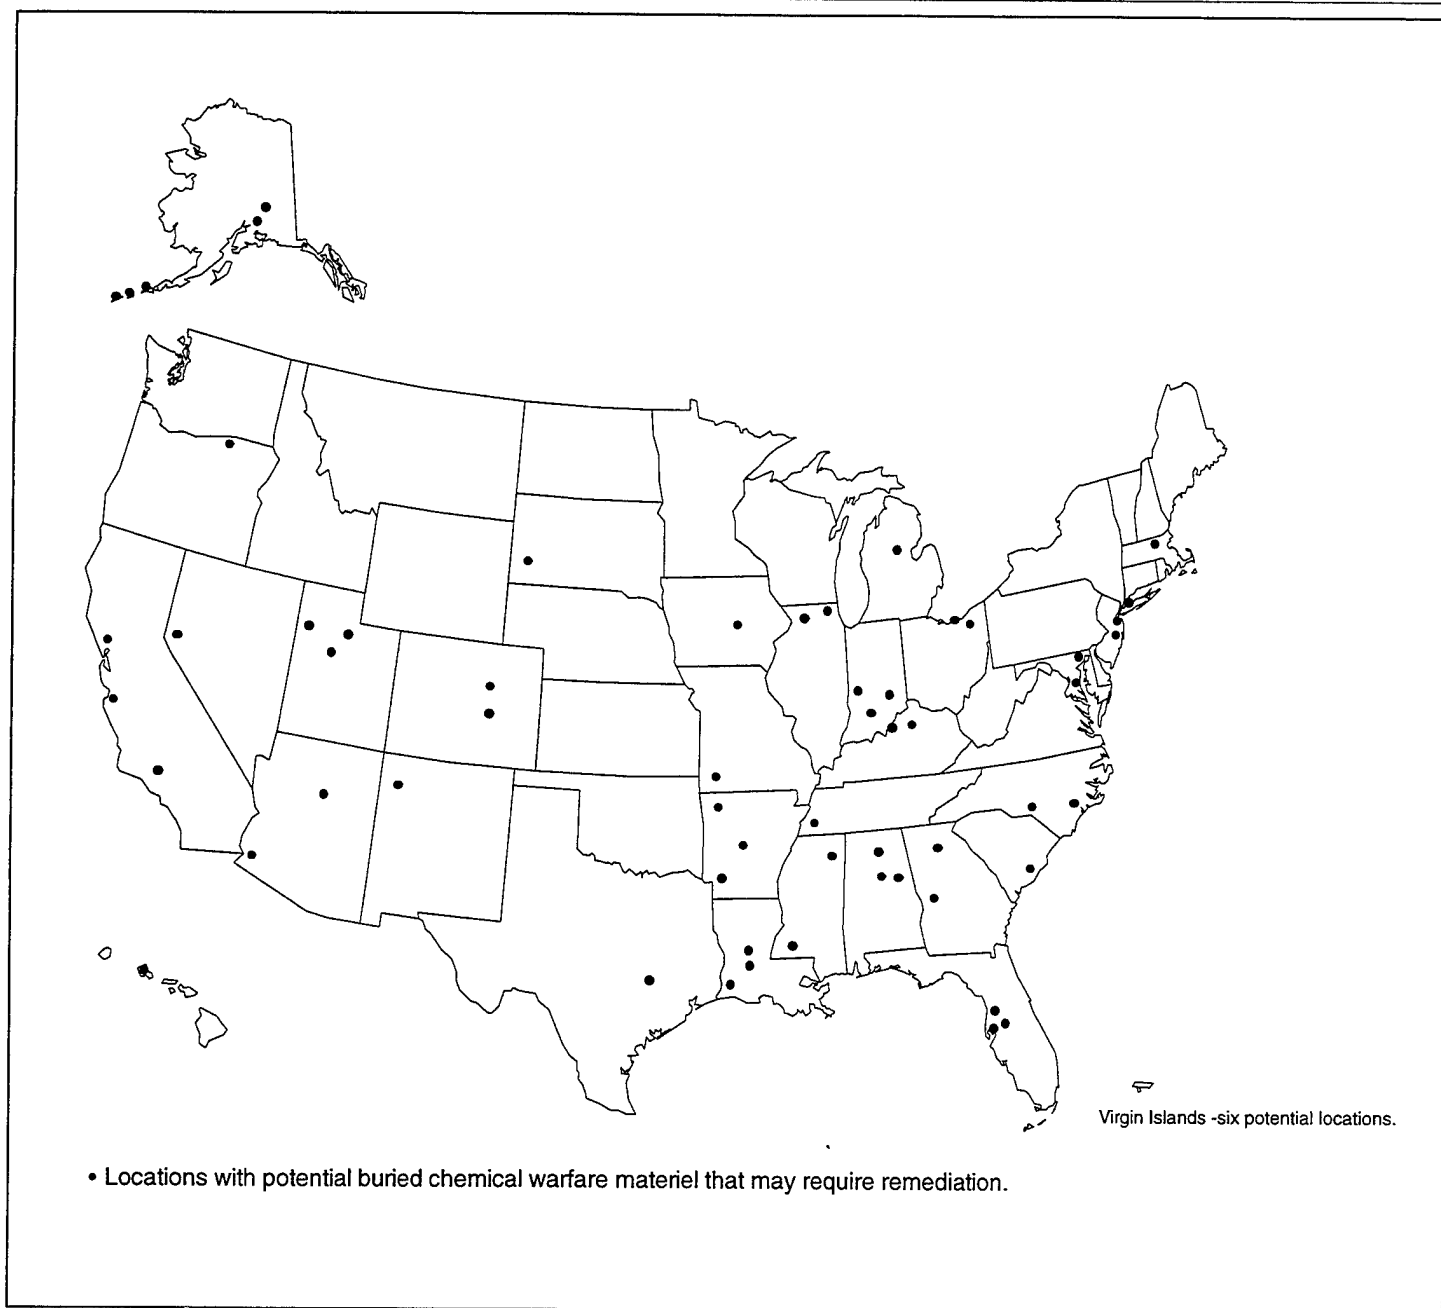 Virgin Islands -six potential locations.
• Locations with potential buried chemical warfare materiel that may require remediation.